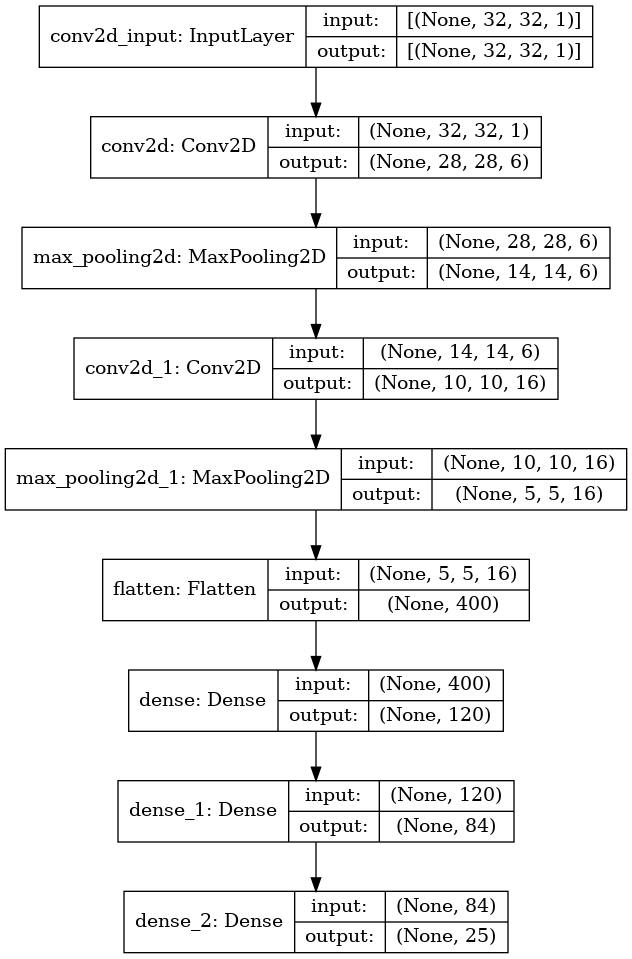 conv2d_input: InputLayer
input: [(None, 32, 32, 1)]
output: [(None, 32, 32, 1)]
conv2d: Conv2D
input: (None, 32, 32, 1)
output: (None, 28, 28, 6)
max_pooling2d: MaxPooling2D
input: (None, 28, 28, 6)
output: (None, 14, 14, 6)
conv2d_1: Conv2D
input: (None, 14, 14, 6)
output: (None, 10, 10, 16)
max_pooling2d_1: MaxPooling2D
input: (None, 10, 10, 16)
output: (None, 5, 5, 16)
flatten: Flatten
input: (None, 5, 5, 16)
output: (None, 400)
dense: Dense
input: (None, 400)
output: (None, 120)
dense_1: Dense
input: (None, 120)
output: (None, 84)
dense_2: Dense
input: (None, 84)
output: (None, 25)